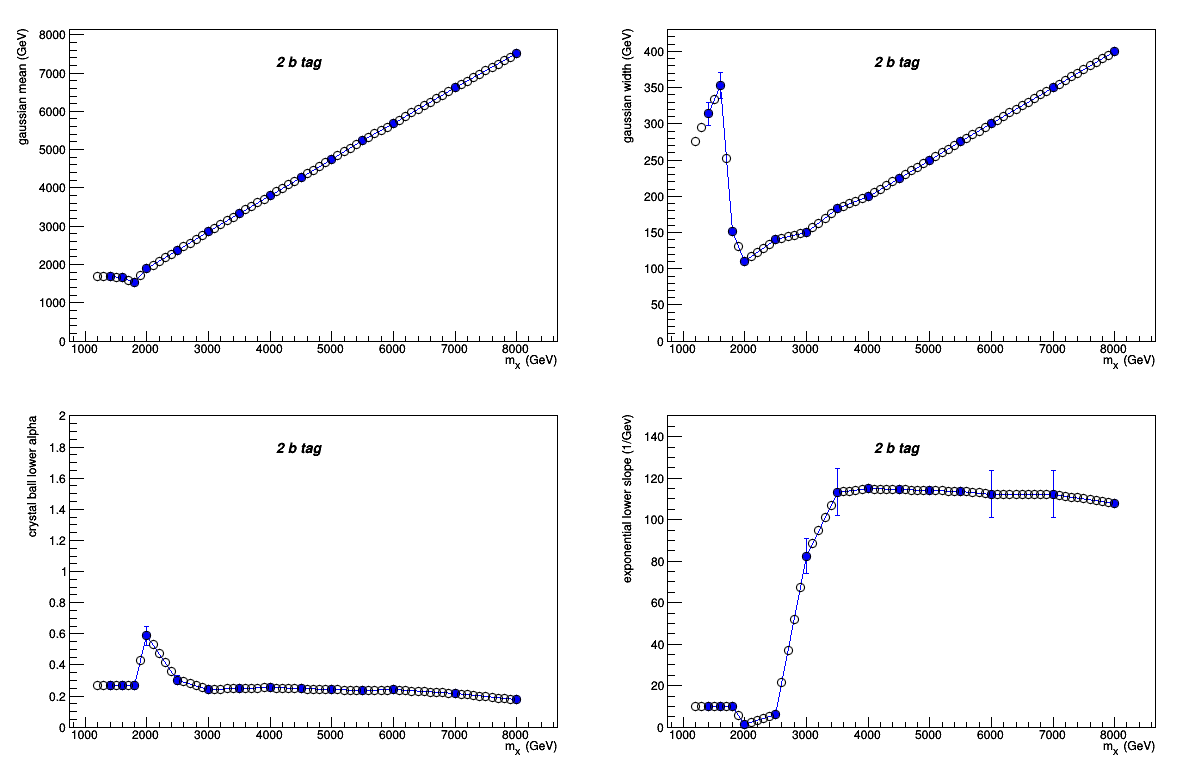 gaussian mean (GeV)
8000
7000
6000
5000
4000
3000
2000
1000
0
2 b tag
1000 2000 3000 4000 5000 6000 7000 8000
mX (GeV)
gaussian width (GeV)
400
350
300
250
200
150
100
50
0
2 b tag
1000 2000 3000 4000 5000 6000 7000 8000
mX (GeV)
crystal ball lower alpha
2
1.8
1.6
1.4
1.2
1
0.8
0.6
0.4
0.2
0
2 b tag
1000 2000 3000 4000 5000 6000 7000 8000
mX (GeV)
exponential lower slope (1/Gev)
140
120
100
80
60
40
20
0
2 b tag
1000 2000 3000 4000 5000 6000 7000 8000
mX (GeV)